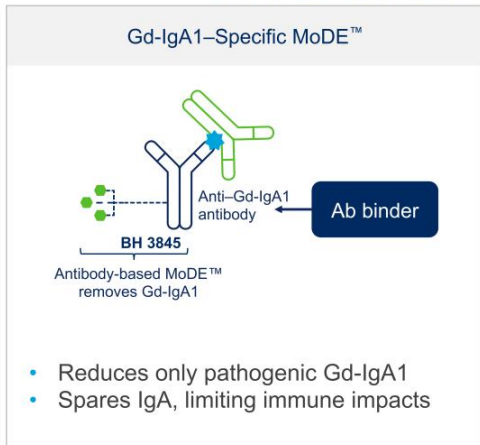 Gd-IgA1–Specific MoDE™
Anti–Gd-IgA1
antibody
Ab binder
BH 3845
Antibody-based MoDE™
removes Gd-IgA1
• Reduces only pathogenic Gd-IgA1
• Spares IgA, limiting immune impacts